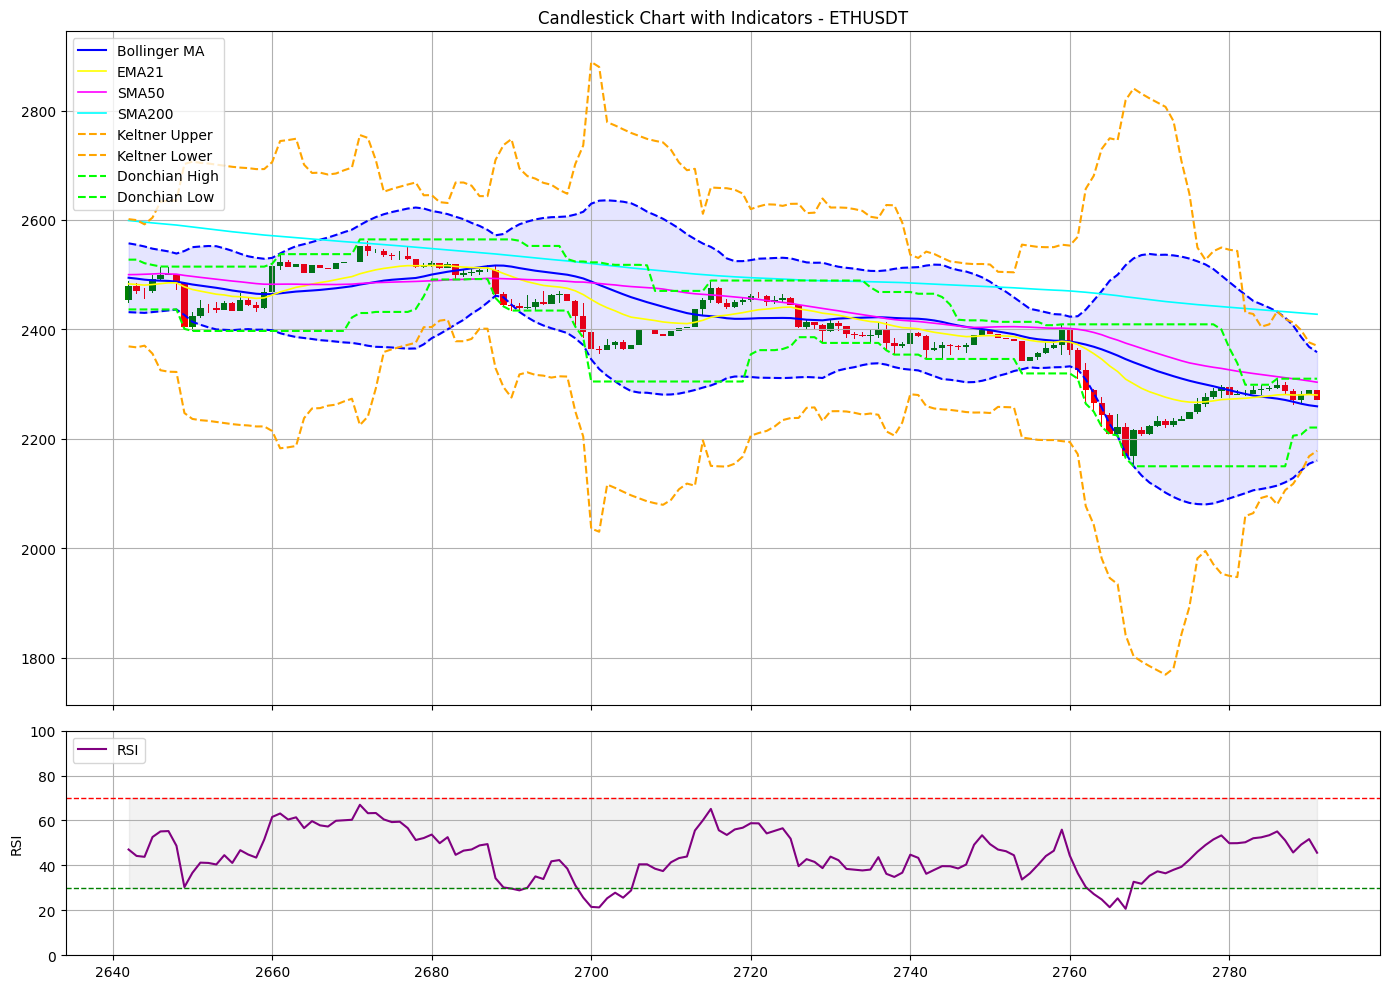 Candlestick Chart with Indicators - ETHUSDT
Bollinger MA
EMA21
SMA50
SMA200
Keltner Upper
Keltner Lower
Donchian High
Donchian Low
2800
2600
2400
2200
2000
1800
RSI
100
80
60
40
20
0
RSI
2640
2660
2680
2700
2720
2740
2760
2780